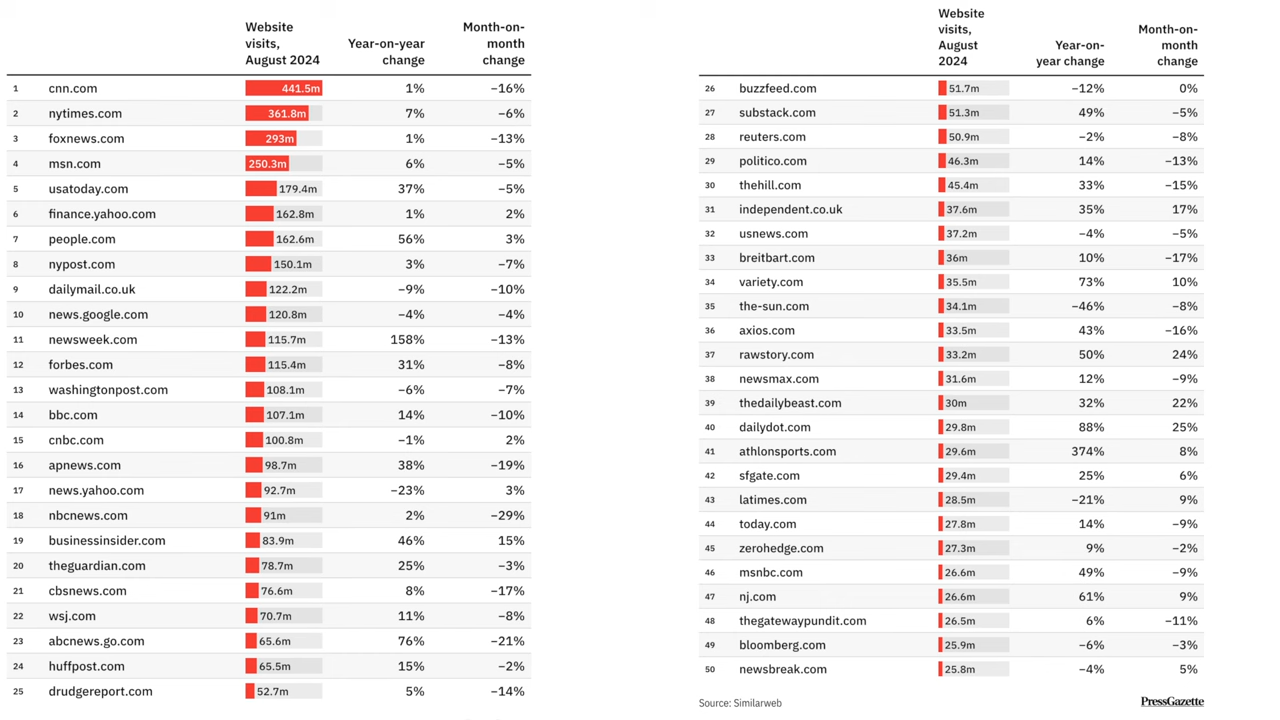 Website
visits,
August 2024
Year-on-year
change
Month-on-
month
change
1 cnn.com 441.5m 1% −16%
2 nytimes.com 361.8m 7% −6%
3 foxnews.com 293m 1% −13%
4 msn.com 250.3m 6% −5%
5 usatoday.com 179.4m 37% −5%
6 finance.yahoo.com 162.8m 1% 2%
7 people.com 162.6m 56% 3%
8 nypost.com 150.1m 3% −7%
9 dailymail.co.uk 122.2m −9% −10%
10 news.google.com 120.8m −4% −4%
11 newsweek.com 115.7m 158% −13%
12 forbes.com 115.4m 31% −8%
13 washingtonpost.com 108.1m −6% −7%
14 bbc.com 107.1m 14% −10%
15 cnbc.com 100.8m −1% 2%
16 apnews.com 98.7m 38% −19%
17 news.yahoo.com 92.7m −23% 3%
18 nbcnews.com 91m 2% −29%
19 businessinsider.com 83.9m 46% 15%
20 theguardian.com 78.7m 25% −3%
21 cbsnews.com 76.6m 8% −17%
22 wsj.com 70.7m 11% −8%
23 abcnews.go.com 65.6m 76% −21%
24 huffpost.com 65.5m 15% −2%
25 drudgereport.com 52.7m 5% −14%
Website
visits,
August
2024
Year-on-
year change
Month-on-
month
change
26 buzzfeed.com 51.7m −12% 0%
27 substack.com 51.3m 49% −5%
28 reuters.com 50.9m −2% −8%
29 politico.com 46.3m 14% −13%
30 thehill.com 45.4m 33% −15%
31 independent.co.uk 37.6m 35% 17%
32 usnews.com 37.2m −4% −5%
33 breitbart.com 36m 10% −17%
34 variety.com 35.5m 73% 10%
35 the-sun.com 34.1m −46% −8%
36 axios.com 33.5m 43% −16%
37 rawstory.com 33.2m 50% 24%
38 newsmax.com 31.6m 12% −9%
39 thedailybeast.com 30m 32% 22%
40 dailydot.com 29.8m 88% 25%
41 athlonsports.com 29.6m 374% 8%
42 sfgate.com 29.4m 25% 6%
43 latimes.com 28.5m −21% 9%
44 today.com 27.8m 14% −9%
45 zerohedge.com 27.3m 9% −2%
46 msnbc.com 26.6m 49% −9%
47 nj.com 26.6m 61% 9%
48 thegatewaypundit.com 26.5m 6% −11%
49 bloomberg.com 25.9m −6% −3%
50 newsbreak.com 25.8m −4% 5%
Source: Similarweb
PressGazette